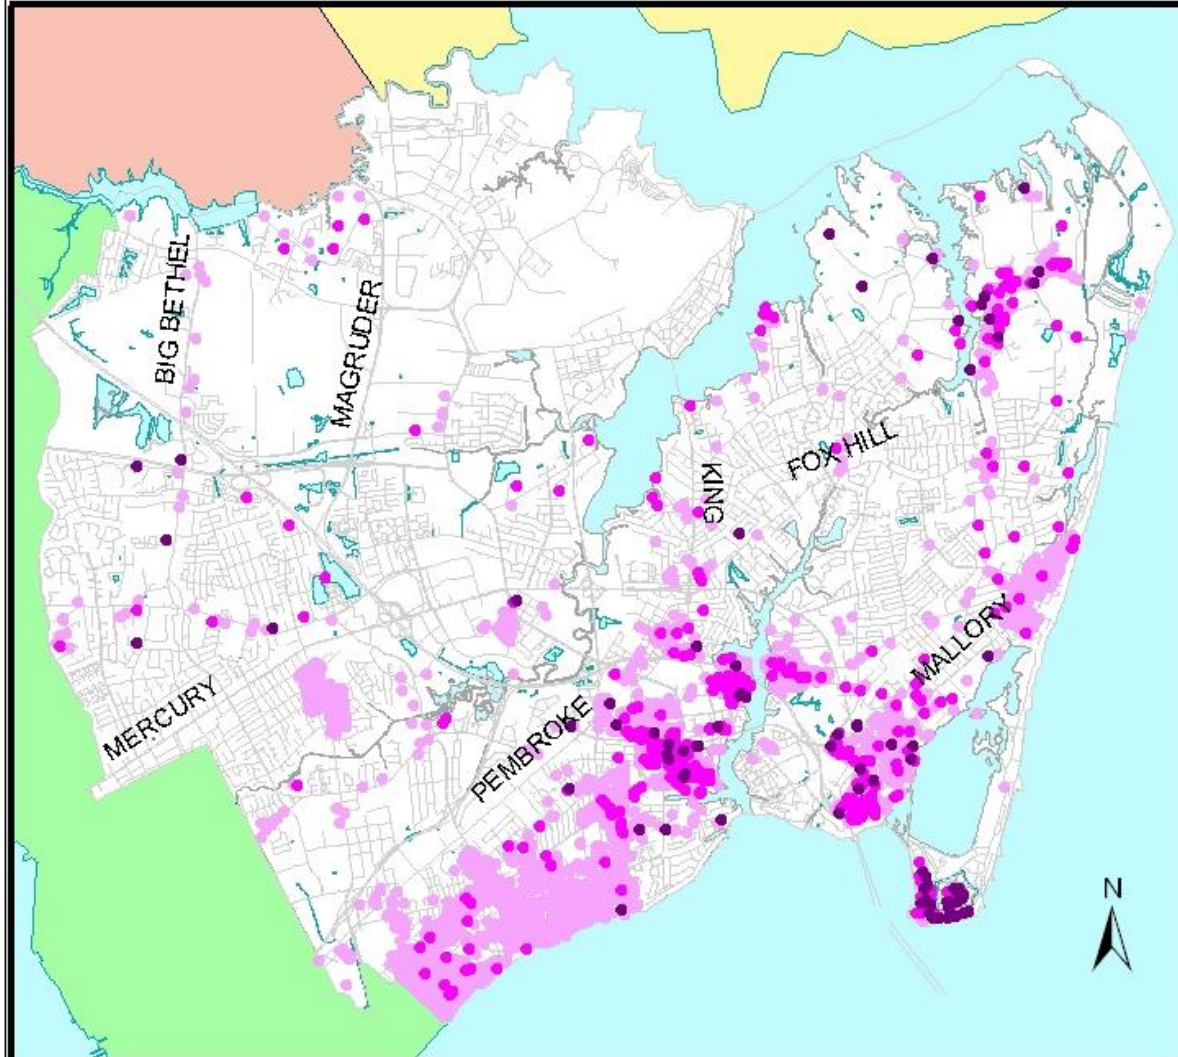 BIG BETHEL
MAGRUDER
KING
FOX HILL
MERCURY
PEMBROKE
MALLORY
N